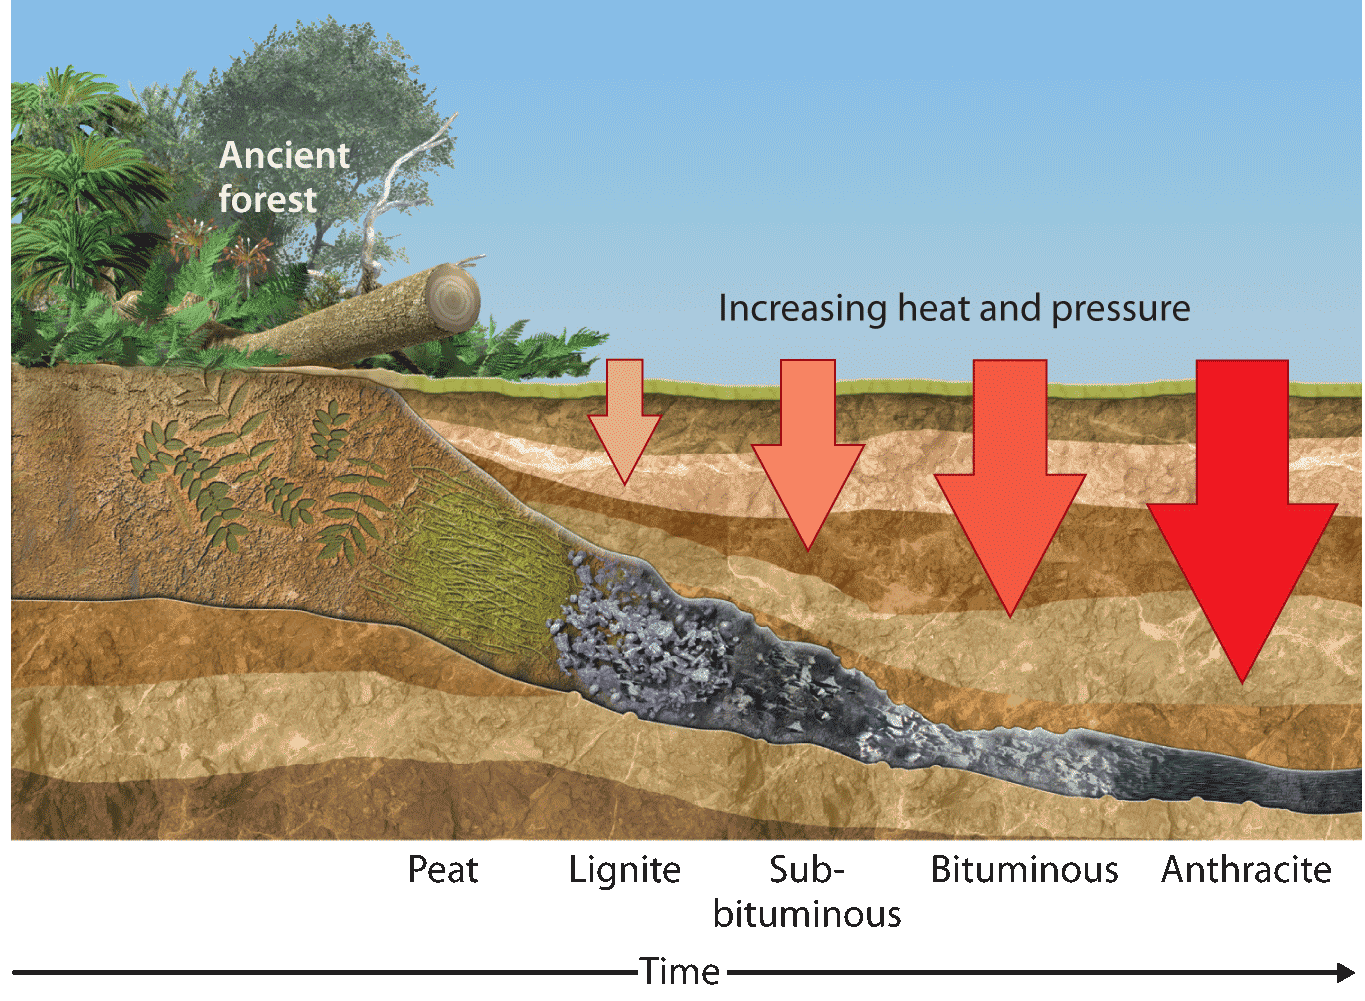 Ancient
forest
Increasing heat and pressure
Peat
Lignite
Sub-
bituminous
Bituminous
Anthracite
Time